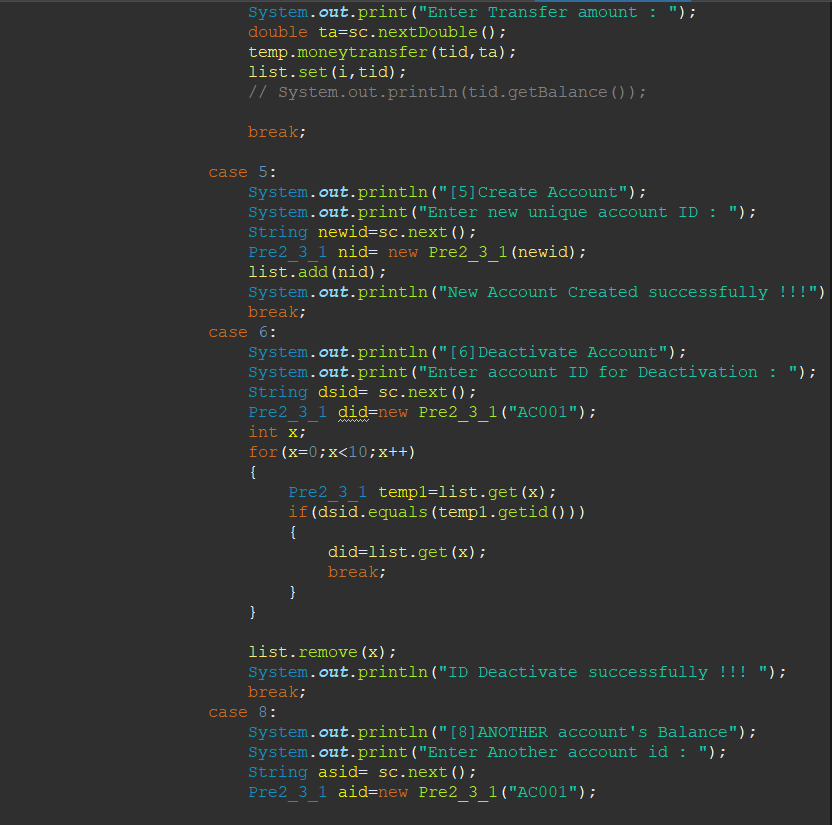 System.out.print("Enter Transfer amount : ");
double ta=sc.nextDouble();
temp.moneytransfer(tid,ta);
list.set(i,tid);
// System.out.println(tid.getBalance());
break;
case 5:
System.out.println("[5]Create Account");
System.out.print("Enter new unique account ID : ");
String newid=sc.next();
Pre2_3_1 nid= new Pre2_3_1(newid);
list.add(nid);
System.out.println("New Account Created successfully !!!")
break;
case 6:
System.out.println("[6]Deactivate Account");
System.out.print("Enter account ID for Deactivation : ");
String dsid= sc.next();
Pre2_3_1 did=new Pre2_3_1("AC001");
int x;
for(x=0;x<10;x++)
{
Pre2_3_1 temp1=list.get(x);
if(dsid.equals(temp1.getid()))
{
did=list.get(x);
break;
}
}
list.remove(x);
System.out.println("ID Deactivate successfully !!! ");
break;
case 8:
System.out.println("[8]ANOTHER account's Balance");
System.out.print("Enter Another account id : ");
String asid= sc.next();
Pre2_3_1 aid=new Pre2_3_1("AC001");